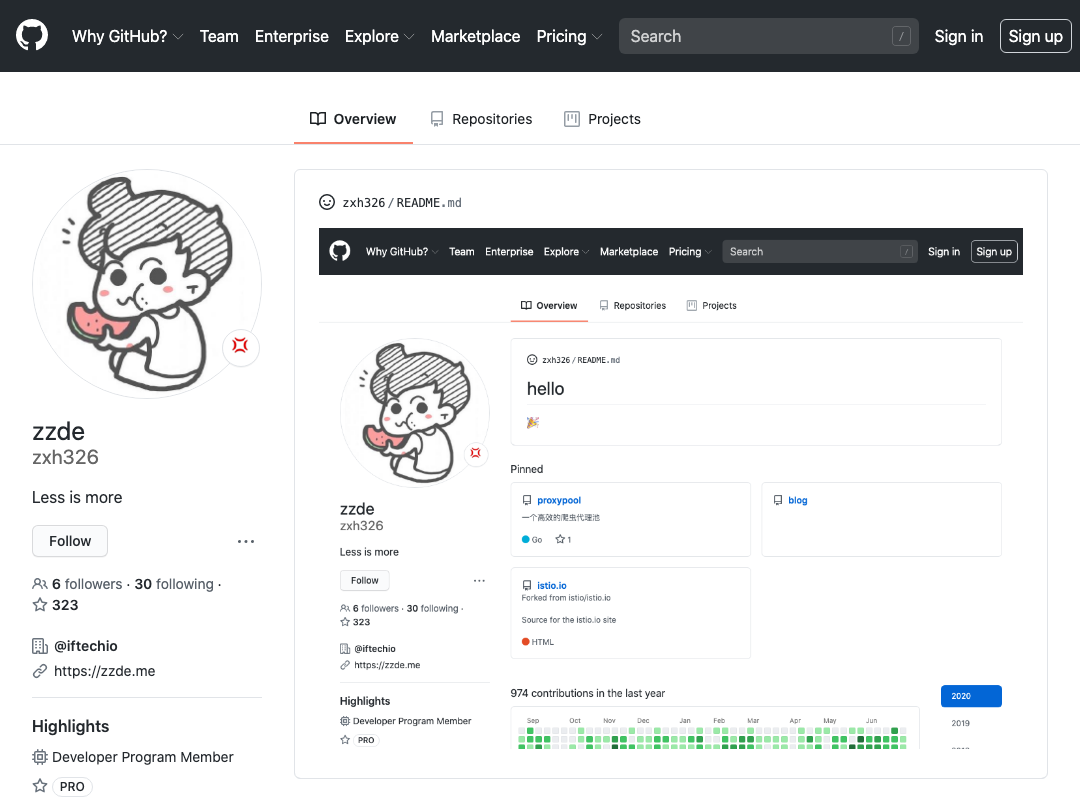 Why GitHub? Team Enterprise Explore Marketplace Pricing Search / Sign in Sign up
Overview Repositories Projects
zxh326/README.md
zzde
zxh326
Less is more
Follow
6 followers · 30 following ·
323
@iftechio
https://zzde.me
Highlights
Developer Program Member
PRO
Why GitHub? Team Enterprise Explore Marketplace Pricing Search / Sign in Sign up
Overview Repositories Projects
zxh326/README.md
hello
zzde
zxh326
Less is more
Follow
6 followers · 30 following ·
323
@iftechio
https://zzde.me
Highlights
Developer Program Member
PRO
Pinned
proxypool
一个高效的爬虫代理池
Go 1
blog
istio.io
Forked from istio/istio.io
Source for the istio.io site
HTML
974 contributions in the last year
2020
2019
Sep Oct Nov Dec Jan Feb Mar Apr May Jun